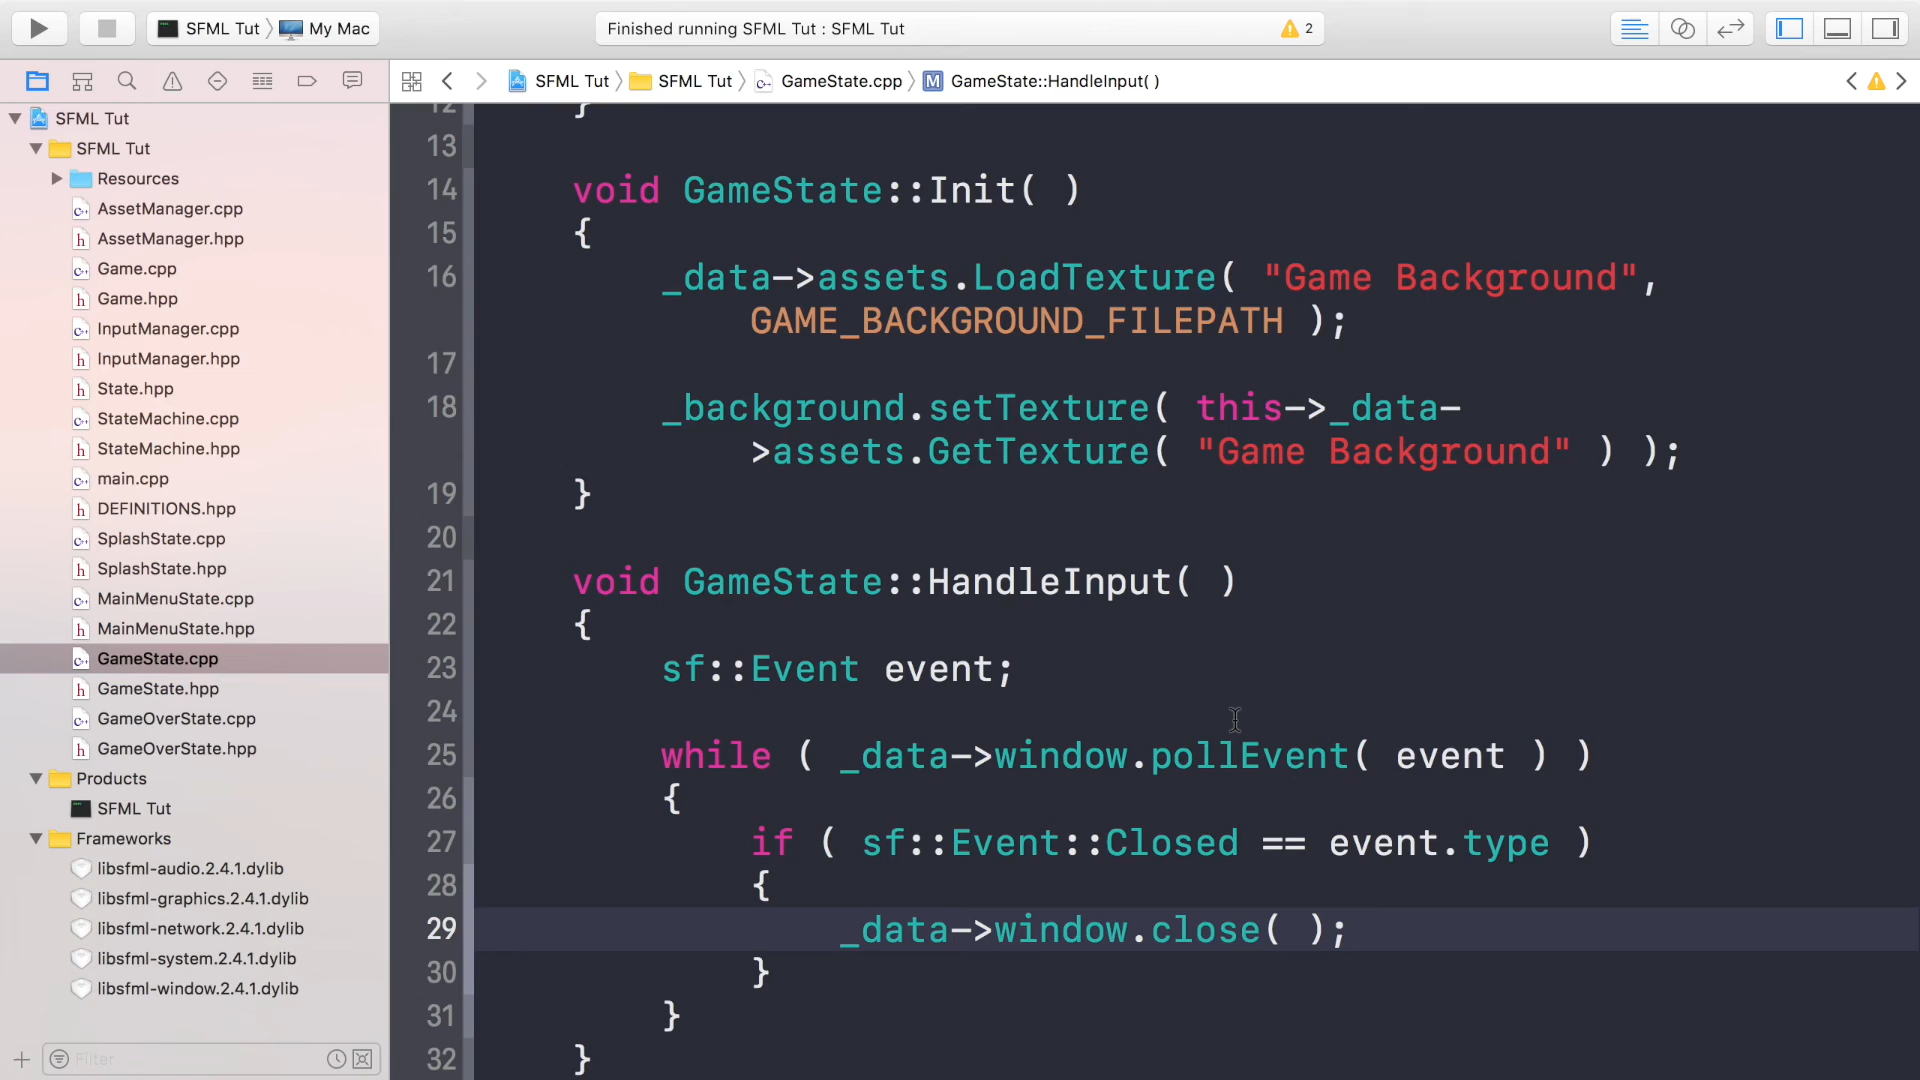 SFML Tut 〉 My Mac
Finished running SFML Tut : SFML Tut
2
SFML Tut 〉 SFML Tut 〉 GameState.cpp 〉 M GameState::HandleInput( )
SFML Tut
SFML Tut
Resources
AssetManager.cpp
AssetManager.hpp
Game.cpp
Game.hpp
InputManager.cpp
InputManager.hpp
State.hpp
StateMachine.cpp
StateMachine.hpp
main.cpp
DEFINITIONS.hpp
SplashState.cpp
SplashState.hpp
MainMenuState.cpp
MainMenuState.hpp
GameState.cpp
GameState.hpp
GameOverState.cpp
GameOverState.hpp
Products
SFML Tut
Frameworks
libsfml-audio.2.4.1.dylib
libsfml-graphics.2.4.1.dylib
libsfml-network.2.4.1.dylib
libsfml-system.2.4.1.dylib
libsfml-window.2.4.1.dylib
Filter
12 }
13
14 void GameState::Init( )
15 {
16 _data->assets.LoadTexture( "Game Background",
GAME_BACKGROUND_FILEPATH );
17
18 _background.setTexture( this->_data-
>assets.GetTexture( "Game Background" ) );
19 }
20
21 void GameState::HandleInput( )
22 {
23 sf::Event event;
24
25 while ( _data->window.pollEvent( event ) )
26 {
27 if ( sf::Event::Closed == event.type )
28 {
29 _data->window.close( );
30 }
31 }
32 }